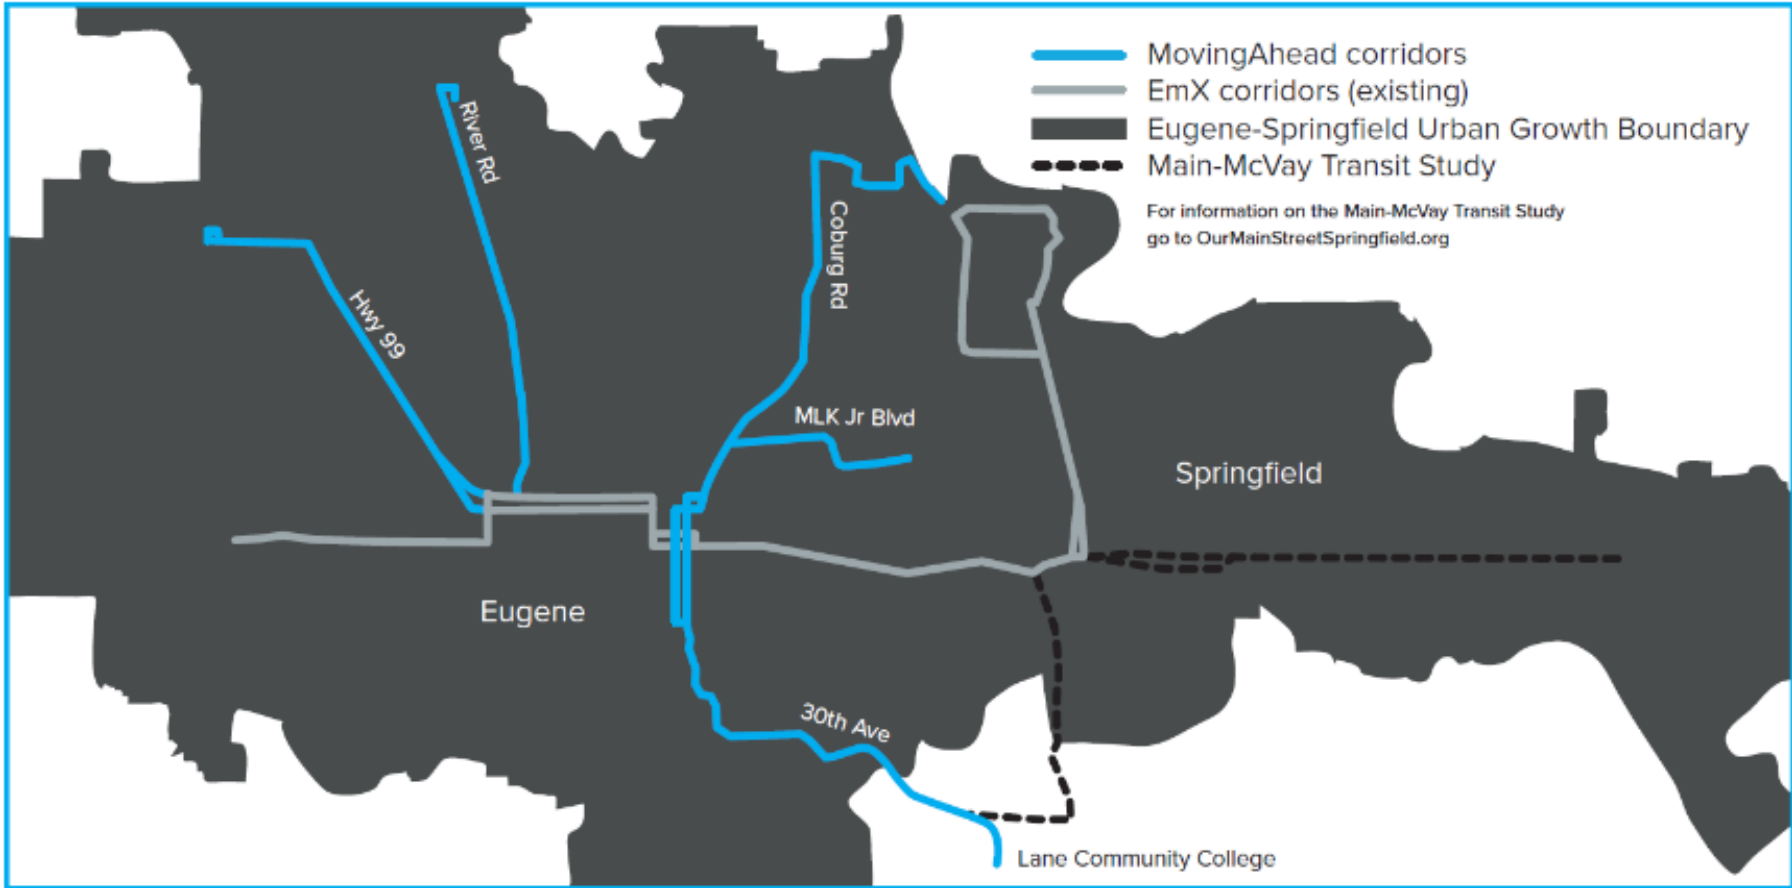 MovingAhead corridors
EmX corridors (existing)
Eugene-Springfield Urban Growth Boundary
Main-McVay Transit Study
For information on the Main-McVay Transit Study
go to OurMainStreetSpringfield.org
River Rd
Coburg Rd
Hwy 99
MLK Jr Blvd
Springfield
Eugene
30th Ave
Lane Community College